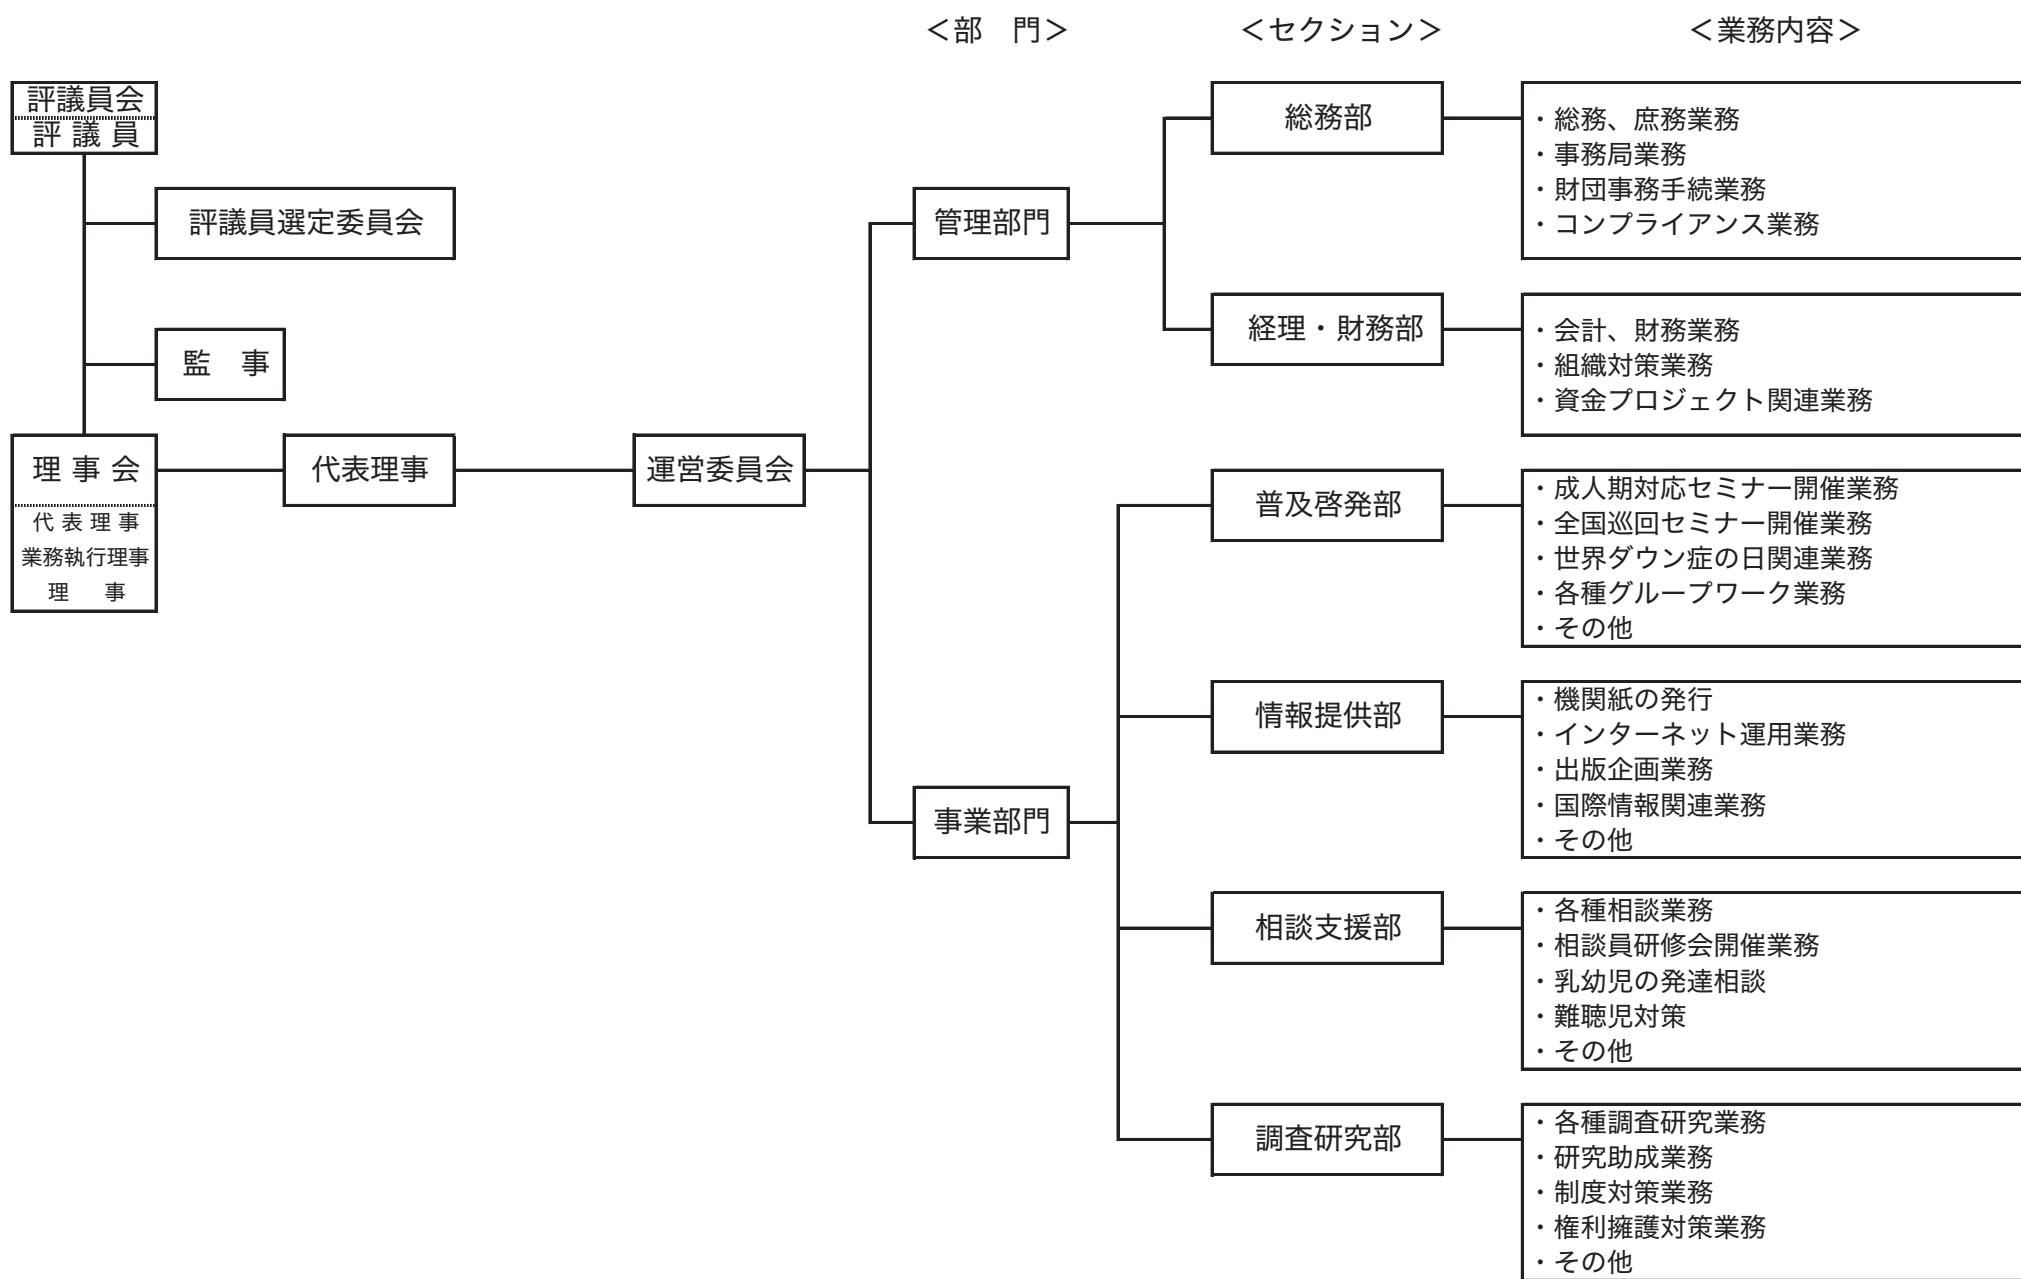 ＜部　門＞
＜セクション＞
＜業務内容＞
評議員会
評 議 員
評議員選定委員会
監　事
理 事 会
代 表 理 事
業務執行理事
理　事
代表理事
運営委員会
管理部門
総務部
・総務、庶務業務
・事務局業務
・財団事務手続業務
・コンプライアンス業務
経理・財務部
・会計、財務業務
・組織対策業務
・資金プロジェクト関連業務
事業部門
普及啓発部
・成人期対応セミナー開催業務
・全国巡回セミナー開催業務
・世界ダウン症の日関連業務
・各種グループワーク業務
・その他
情報提供部
・機関紙の発行
・インターネット運用業務
・出版企画業務
・国際情報関連業務
・その他
相談支援部
・各種相談業務
・相談員研修会開催業務
・乳幼児の発達相談
・難聴児対策
・その他
調査研究部
・各種調査研究業務
・研究助成業務
・制度対策業務
・権利擁護対策業務
・その他